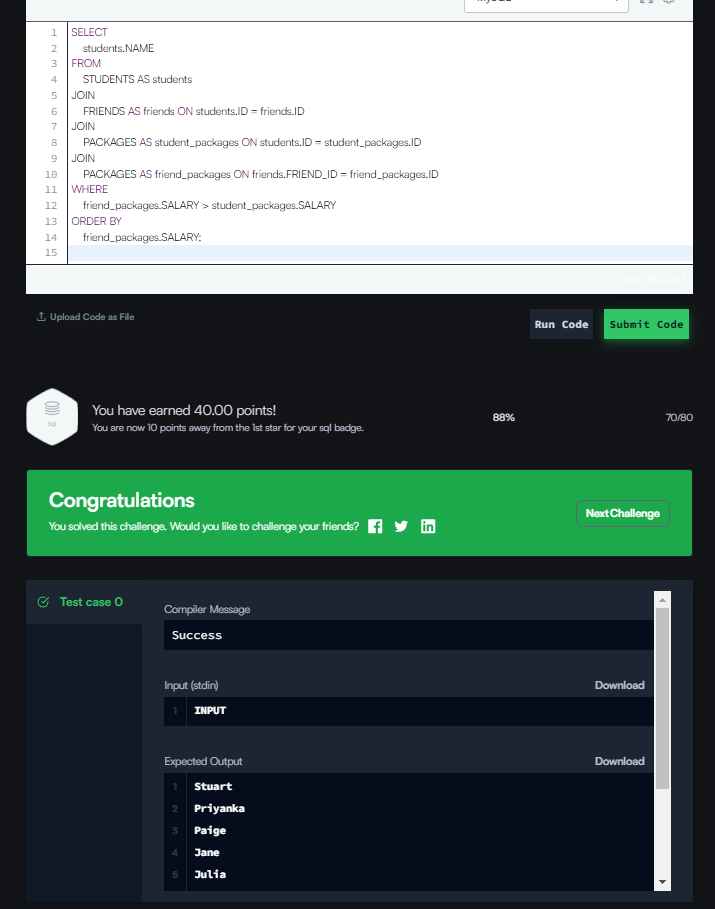 1 SELECT
2 students.NAME
3 FROM
4 STUDENTS AS students
5 JOIN
6 FRIENDS AS friends ON students.ID = friends.ID
7 JOIN
8 PACKAGES AS student_packages ON students.ID = student_packages.ID
9 JOIN
10 PACKAGES AS friend_packages ON friends.FRIEND_ID = friend_packages.ID
11 WHERE
12 friend_packages.SALARY > student_packages.SALARY
13 ORDER BY
14 friend_packages.SALARY;
15
Line: 15 Col: 1
Upload Code as File
Run Code
Submit Code
Sql
You have earned 40.00 points!
You are now 10 points away from the 1st star for your sql badge.
88%
70/80
Congratulations
You solved this challenge. Would you like to challenge your friends?
Next Challenge
Test case 0
Compiler Message
Success
Input (stdin)
Download
1 INPUT
Expected Output
Download
1 Stuart
2 Priyanka
3 Paige
4 Jane
5 Julia